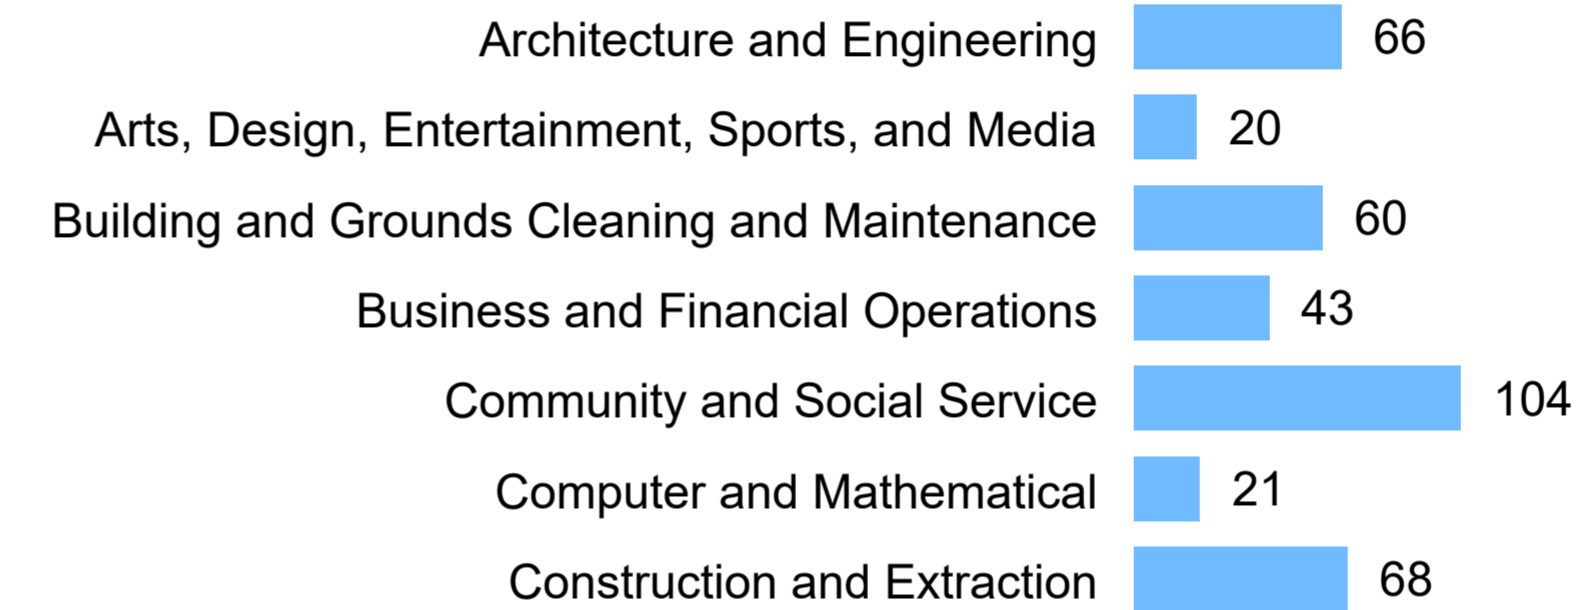 Architecture and Engineering 66
Arts, Design, Entertainment, Sports, and Media 20
Building and Grounds Cleaning and Maintenance 60
Business and Financial Operations 43
Community and Social Service 104
Computer and Mathematical 21
Construction and Extraction 68